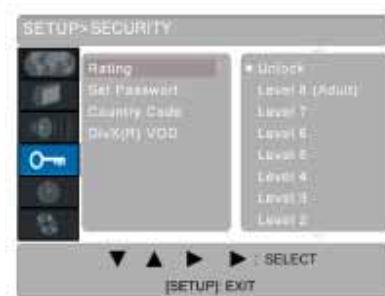 SETUP>SECURITY
Rating
Set Passwort
Country Code
DivX(R) VOD
Unlock
Level 8 (Adult)
Level 7
Level 6
Level 5
Level 4
Level 3
Level 2
: SELECT
[SETUP] EXIT